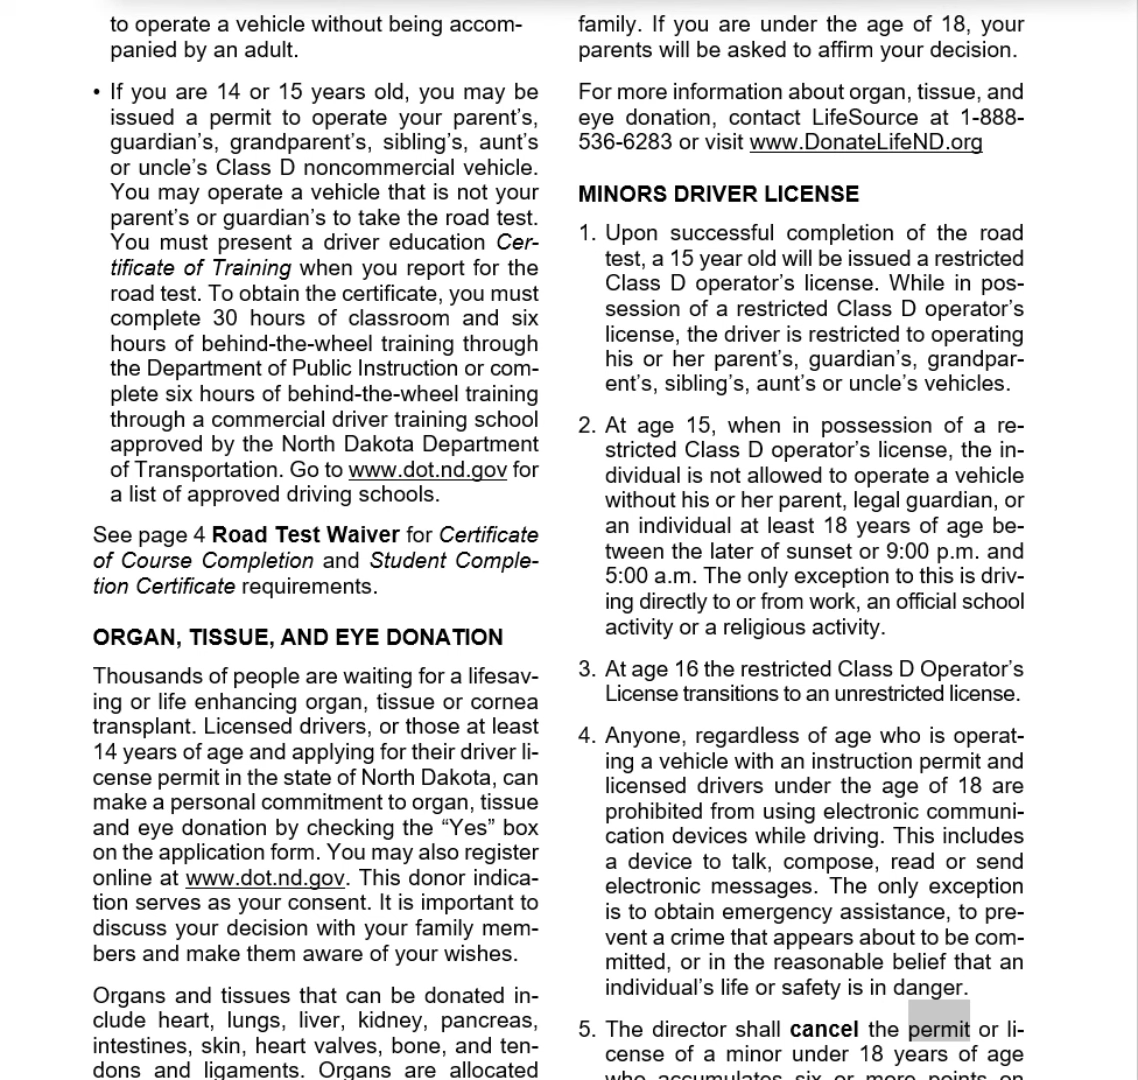 to operate a vehicle without being accom-
panied by an adult.
• If you are 14 or 15 years old, you may be
issued a permit to operate your parent’s,
guardian’s, grandparent’s, sibling’s, aunt’s
or uncle’s Class D noncommercial vehicle.
You may operate a vehicle that is not your
parent’s or guardian’s to take the road test.
You must present a driver education Cer-
tificate of Training when you report for the
road test. To obtain the certificate, you must
complete 30 hours of classroom and six
hours of behind-the-wheel training through
the Department of Public Instruction or com-
plete six hours of behind-the-wheel training
through a commercial driver training school
approved by the North Dakota Department
of Transportation. Go to www.dot.nd.gov for
a list of approved driving schools.
See page 4 Road Test Waiver for Certificate
of Course Completion and Student Comple-
tion Certificate requirements.
ORGAN, TISSUE, AND EYE DONATION
Thousands of people are waiting for a lifesav-
ing or life enhancing organ, tissue or cornea
transplant. Licensed drivers, or those at least
14 years of age and applying for their driver li-
cense permit in the state of North Dakota, can
make a personal commitment to organ, tissue
and eye donation by checking the “Yes” box
on the application form. You may also register
online at www.dot.nd.gov. This donor indica-
tion serves as your consent. It is important to
discuss your decision with your family mem-
bers and make them aware of your wishes.
Organs and tissues that can be donated in-
clude heart, lungs, liver, kidney, pancreas,
intestines, skin, heart valves, bone, and ten-
dons and ligaments. Organs are allocated
family. If you are under the age of 18, your
parents will be asked to affirm your decision.
For more information about organ, tissue, and
eye donation, contact LifeSource at 1-888-
536-6283 or visit www.DonateLifeND.org
MINORS DRIVER LICENSE
1. Upon successful completion of the road
test, a 15 year old will be issued a restricted
Class D operator’s license. While in pos-
session of a restricted Class D operator’s
license, the driver is restricted to operating
his or her parent’s, guardian’s, grandpar-
ent’s, sibling’s, aunt’s or uncle’s vehicles.
2. At age 15, when in possession of a re-
stricted Class D operator’s license, the in-
dividual is not allowed to operate a vehicle
without his or her parent, legal guardian, or
an individual at least 18 years of age be-
tween the later of sunset or 9:00 p.m. and
5:00 a.m. The only exception to this is driv-
ing directly to or from work, an official school
activity or a religious activity.
3. At age 16 the restricted Class D Operator’s
License transitions to an unrestricted license.
4. Anyone, regardless of age who is operat-
ing a vehicle with an instruction permit and
licensed drivers under the age of 18 are
prohibited from using electronic communi-
cation devices while driving. This includes
a device to talk, compose, read or send
electronic messages. The only exception
is to obtain emergency assistance, to pre-
vent a crime that appears about to be com-
mitted, or in the reasonable belief that an
individual’s life or safety is in danger.
5. The director shall cancel the permit or li-
cense of a minor under 18 years of age
who accumulates six or more points on